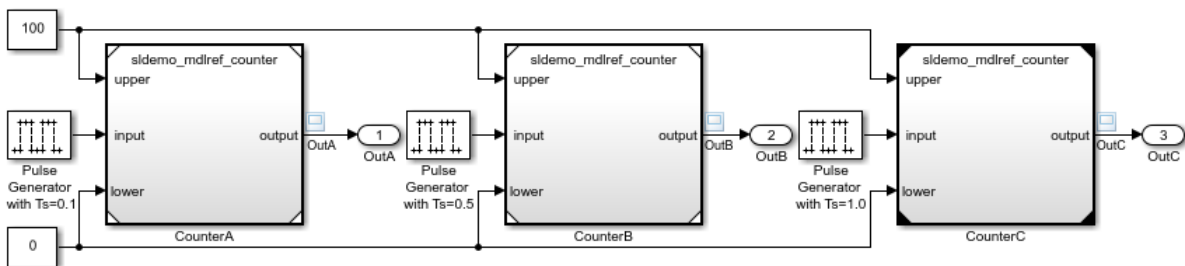 100
sldemo_mdlref_counter
upper
input
output
lower
CounterA
Pulse
Generator
with Ts=0.1
OutA
1
OutA
sldemo_mdlref_counter
upper
input
output
lower
CounterB
Pulse
Generator
with Ts=0.5
OutB
2
OutB
sldemo_mdlref_counter
upper
input
output
lower
CounterC
Pulse
Generator
with Ts=1.0
OutC
3
OutC
0